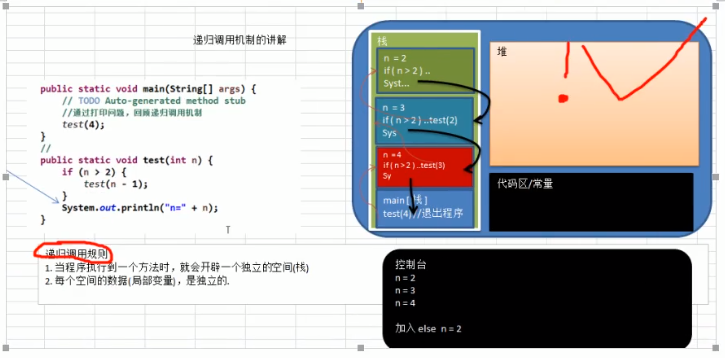 递归调用机制的讲解
public static void main(String[] args) {
// TODO Auto-generated method stub
//通过打印问题，回顾递归调用机制
test(4);
}
//
public static void test(int n) {
if (n > 2) {
test(n - 1);
}
System.out.println("n=" + n);
}
递归调用规则
1. 当程序执行到一个方法时，就会开辟一个独立的空间(栈)
2. 每个空间的数据(局部变量)，是独立的.
栈
n = 2
if ( n > 2 ) ..
Syst...
n = 3
if ( n > 2 ) ..test(2)
Sys
n = 4
if ( n > 2 ) ..test(3)
Sy
main [栈]
test(4) //退出程序
堆
代码区/常量
控制台
n = 2
n = 3
n = 4
加入 else n = 2